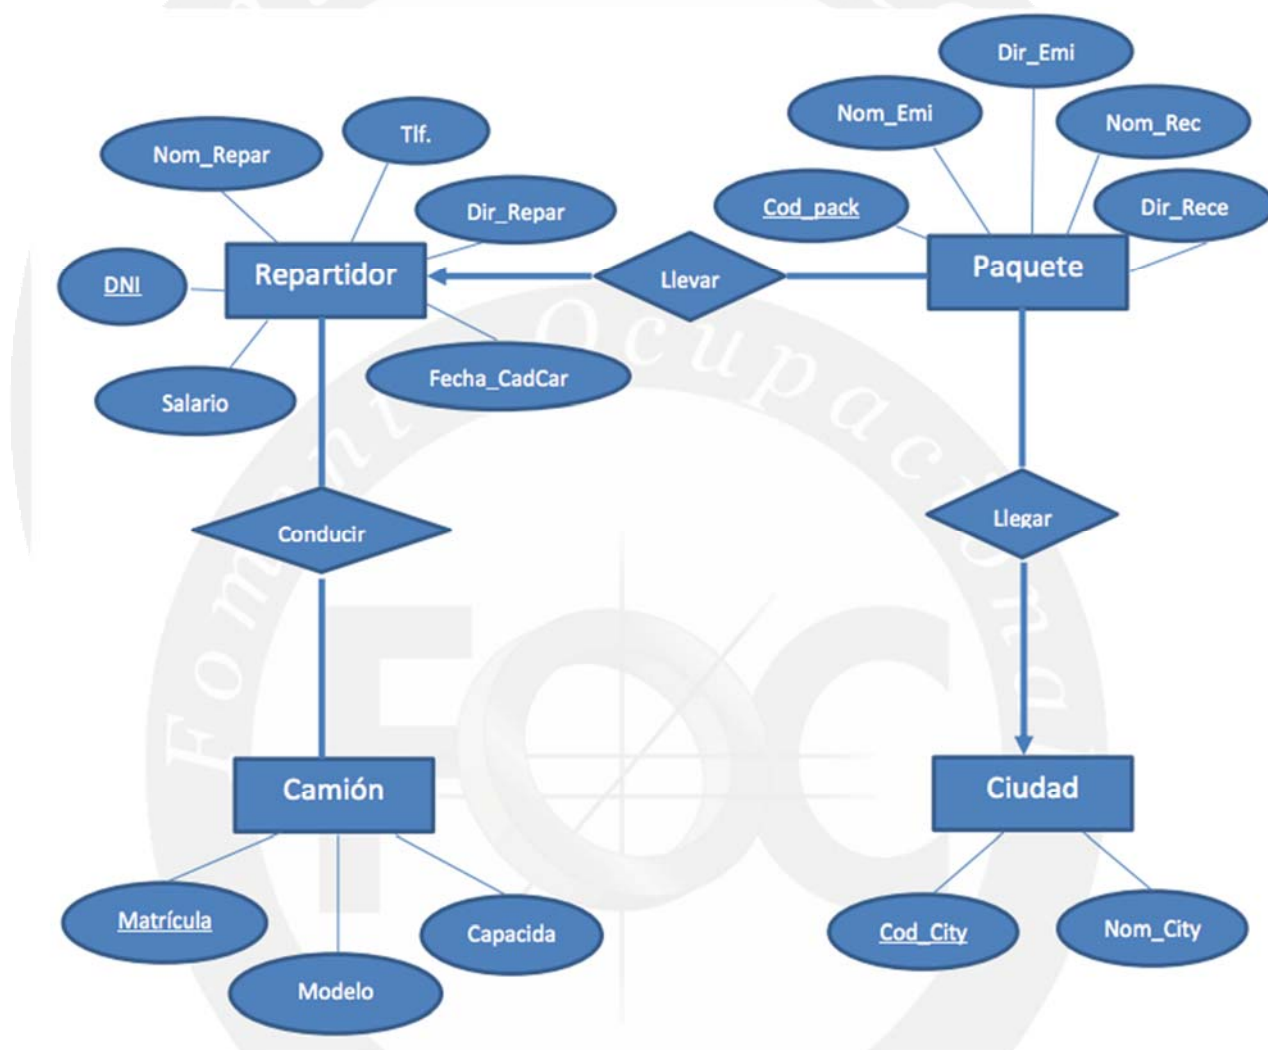 Dir_Emi
Nom_Emi
Nom_Rec
Tlf.
Nom_Repar
Cod_pack
Dir_Repar
Dir_Rece
Repartidor
Llevar
Paquete
DNI
Fecha_CadCar
Salario
Conducir
Llegar
Camión
Ciudad
Matrícula
Capacida
Cod_City
Nom_City
Modelo
FOC